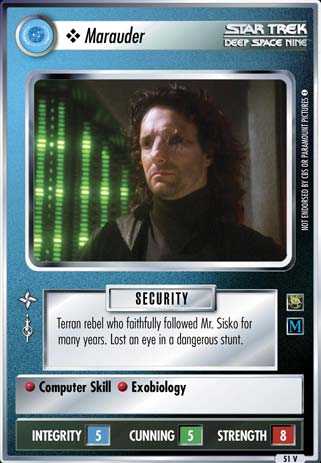 ❖ Marauder
STAR TREK
DEEP SPACE NINE
NOT ENDORSED BY CBS OR PARAMOUNT PICTURES
SECURITY
Terran rebel who faithfully followed Mr. Sisko for
many years. Lost an eye in a dangerous stunt.
M
Computer Skill Exobiology
INTEGRITY 5 CUNNING 5 STRENGTH 8
51 V